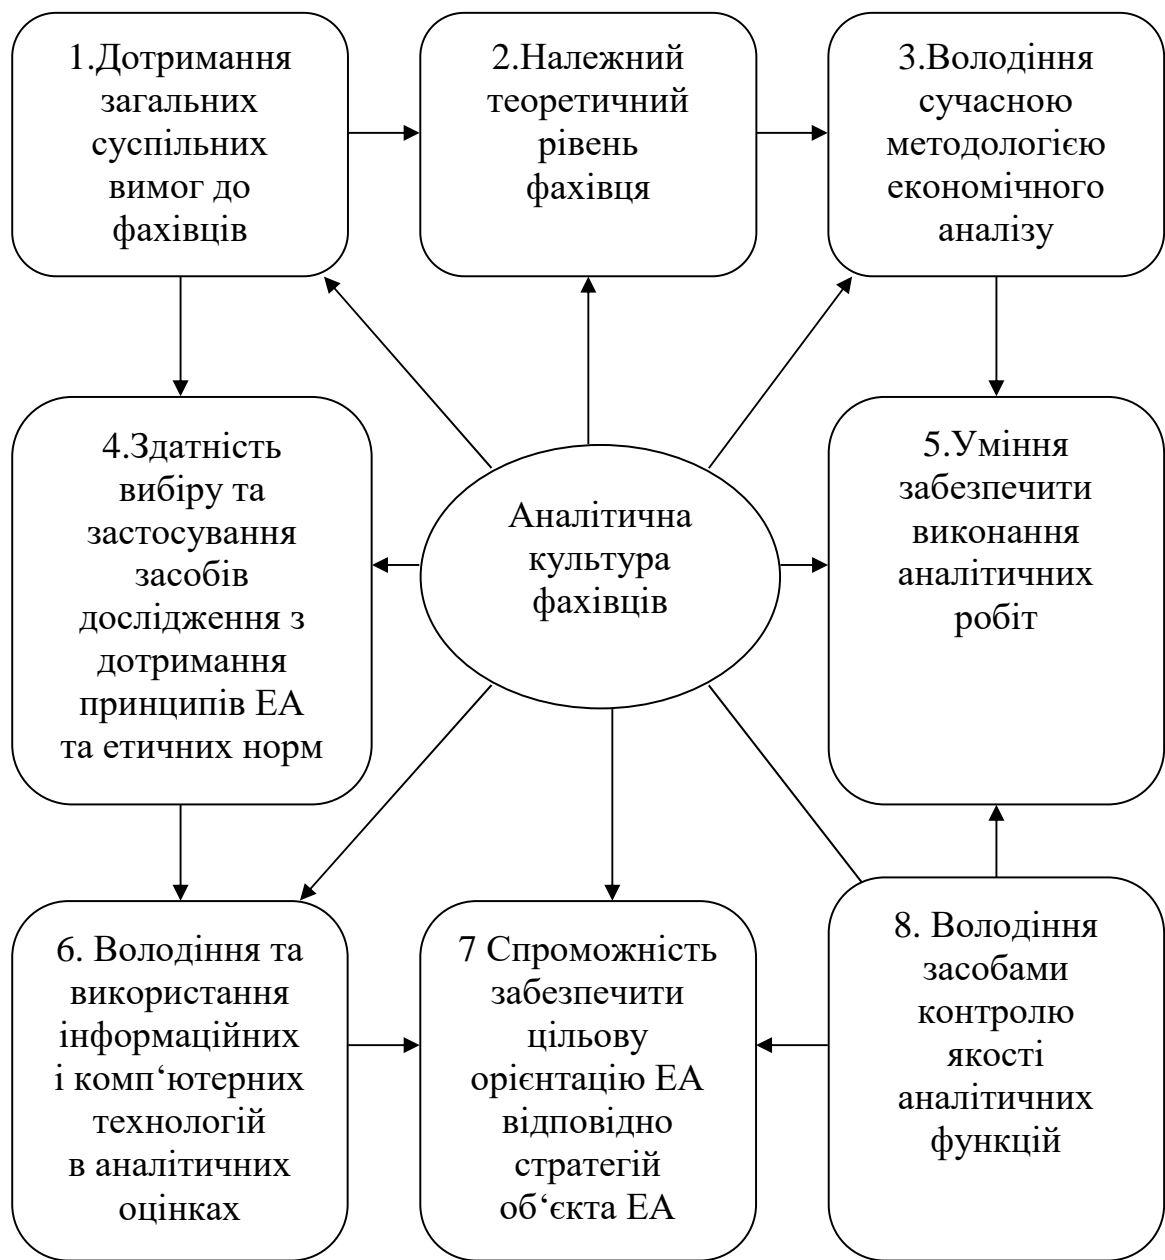 1.Дотримання
загальних
суспільних
вимог до
фахівців
2.Належний
теоретичний
рівень
фахівця
3.Володіння
сучасною
методологією
економічного
аналізу
4.Здатність
вибіру та
застосування
засобів
дослідження з
дотримання
принципів ЕА
та етичних норм
Аналітична
культура
фахівців
5.Уміння
забезпечити
виконання
аналітичних
робіт
6. Володіння та
використання
інформаційних
і комп‘ютерних
технологій
в аналітичних
оцінках
7 Спроможність
забезпечити
цільову
орієнтацію ЕА
відповідно
стратегій
об‘єкта ЕА
8. Володіння
засобами
контролю
якості
аналітичних
функцій